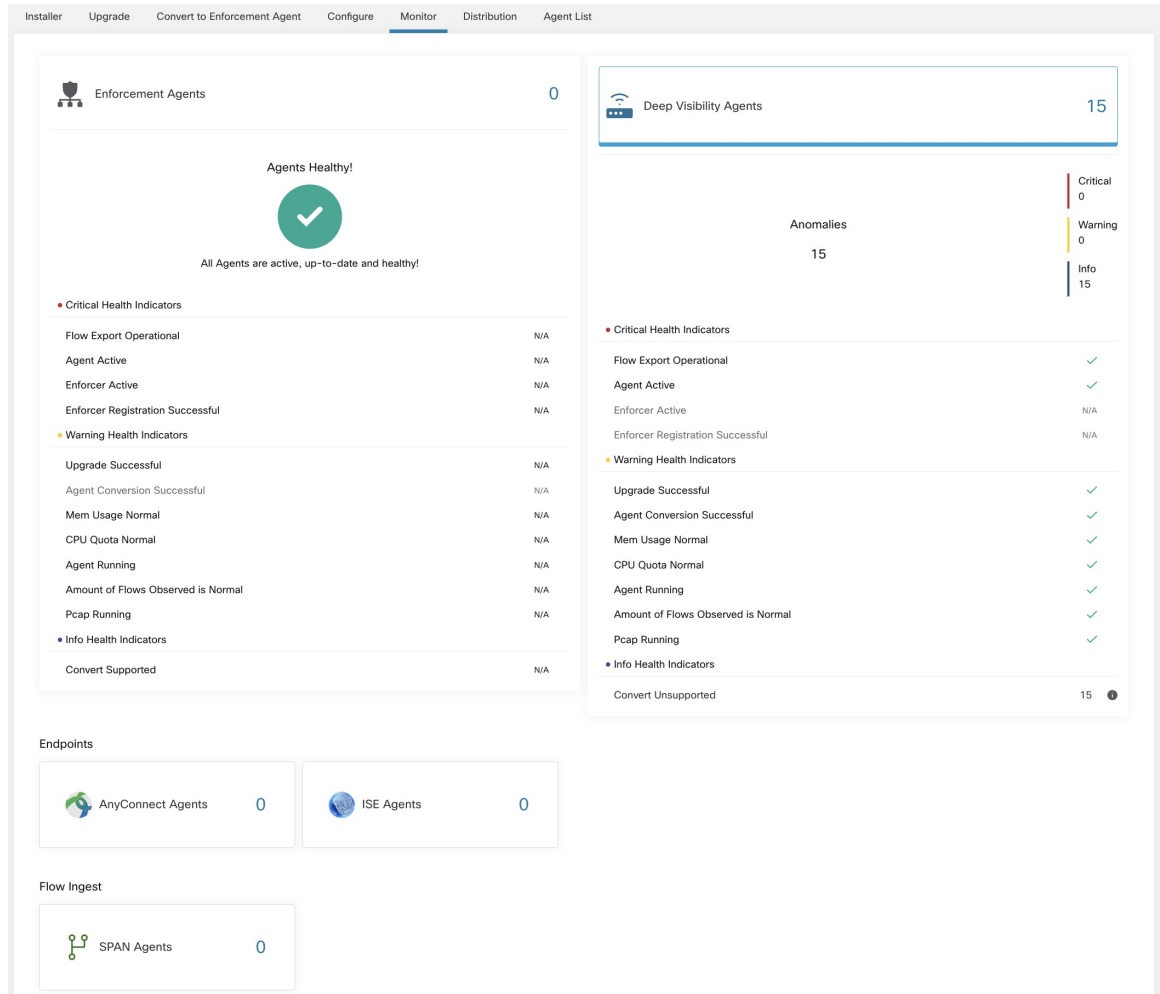 Installer Upgrade Convert to Enforcement Agent Configure Monitor Distribution Agent List
Enforcement Agents 0
Agents Healthy!
All Agents are active, up-to-date and healthy!
Critical Health Indicators
Flow Export Operational N/A
Agent Active N/A
Enforcer Active N/A
Enforcer Registration Successful N/A
Warning Health Indicators
Upgrade Successful N/A
Agent Conversion Successful N/A
Mem Usage Normal N/A
CPU Quota Normal N/A
Agent Running N/A
Amount of Flows Observed is Normal N/A
Pcap Running N/A
Info Health Indicators
Convert Supported N/A
Deep Visibility Agents 15
Anomalies
15
Critical
0
Warning
0
Info
15
Critical Health Indicators
Flow Export Operational
Agent Active
Enforcer Active N/A
Enforcer Registration Successful N/A
Warning Health Indicators
Upgrade Successful
Agent Conversion Successful
Mem Usage Normal
CPU Quota Normal
Agent Running
Amount of Flows Observed is Normal
Pcap Running
Info Health Indicators
Convert Unsupported 15
Endpoints
AnyConnect Agents 0
ISE Agents 0
Flow Ingest
SPAN Agents 0